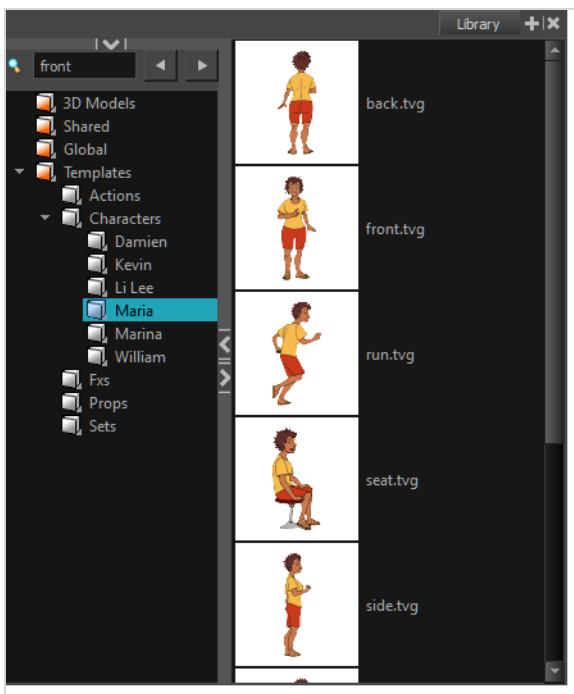 Library
front
3D Models
Shared
Global
Templates
Actions
Characters
Damien
Kevin
Li Lee
Maria
Marina
William
Fxs
Props
Sets
back.tvg
front.tvg
run.tvg
seat.tvg
side.tvg